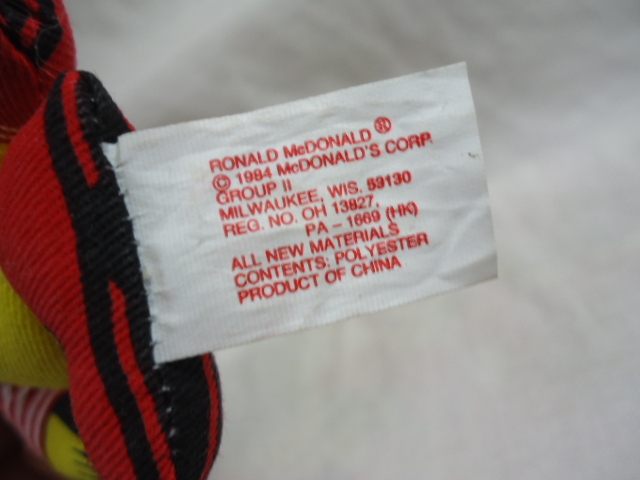 RONALD McDONALD ®
© 1984 McDONALD'S CORP.
GROUP II
MILWAUKEE, WIS. 53130
REG. NO. OH 13827,
PA - 1669 (HK)
ALL NEW MATERIALS
CONTENTS: POLYESTER
PRODUCT OF CHINA